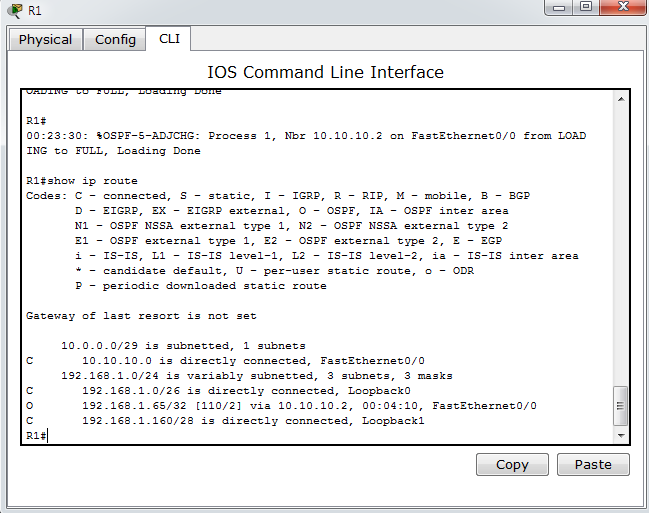 R1
Physical Config CLI
IOS Command Line Interface
OADING to FULL, Loading Done
R1#
00:23:30: %OSPF-5-ADJCHG: Process 1, Nbr 10.10.10.2 on FastEthernet0/0 from LOAD
ING to FULL, Loading Done
R1#show ip route
Codes: C - connected, S - static, I - IGRP, R - RIP, M - mobile, B - BGP
D - EIGRP, EX - EIGRP external, O - OSPF, IA - OSPF inter area
N1 - OSPF NSSA external type 1, N2 - OSPF NSSA external type 2
E1 - OSPF external type 1, E2 - OSPF external type 2, E - EGP
i - IS-IS, L1 - IS-IS level-1, L2 - IS-IS level-2, ia - IS-IS inter area
* - candidate default, U - per-user static route, o - ODR
P - periodic downloaded static route
Gateway of last resort is not set
10.0.0.0/29 is subnetted, 1 subnets
C 10.10.10.0 is directly connected, FastEthernet0/0
192.168.1.0/24 is variably subnetted, 3 subnets, 3 masks
C 192.168.1.0/26 is directly connected, Loopback0
O 192.168.1.65/32 [110/2] via 10.10.10.2, 00:04:10, FastEthernet0/0
C 192.168.1.160/28 is directly connected, Loopback1
R1#
Copy Paste